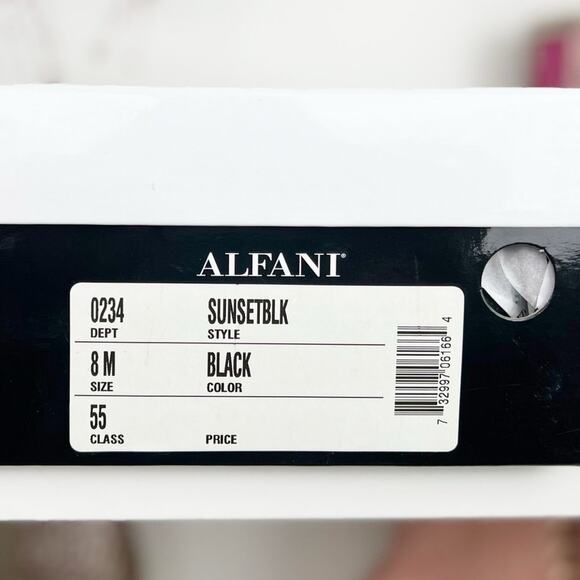 ALFANI®
0234 SUNSETBLK
DEPT STYLE
8 M BLACK
SIZE COLOR
55
CLASS PRICE
7 32997 06166 4